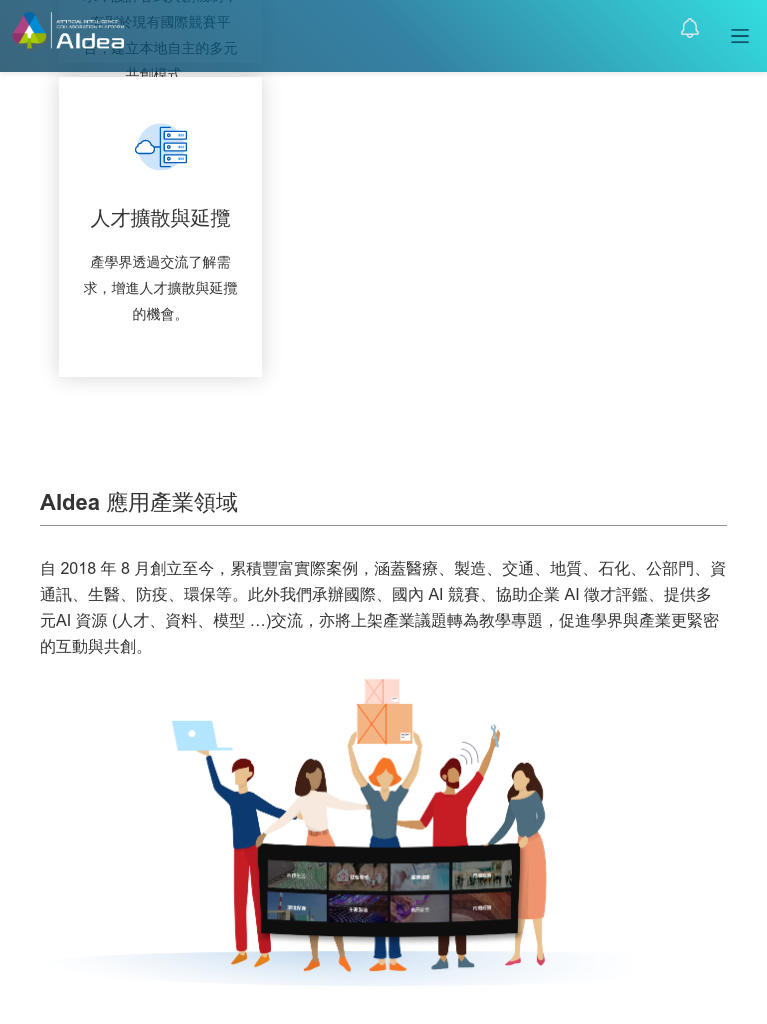 ARTIFICIAL INTELLIGENCE
COLLABORATION PLATFORM
AIdea
於現有國際競賽平
建立本地自主的多元
共創模式。
人才擴散與延攬
產學界透過交流了解需
求，增進人才擴散與延攬
的機會。
AIdea 應用產業領域
自 2018 年 8 月創立至今，累積豐富實際案例，涵蓋醫療、製造、交通、地質、石化、公部門、資
通訊、生醫、防疫、環保等。此外我們承辦國際、國內 AI 競賽、協助企業 AI 徵才評鑑、提供多
元AI 資源 (人才、資料、模型 …)交流，亦將上架產業議題轉為教學專題，促進學界與產業更緊密
的互動與共創。